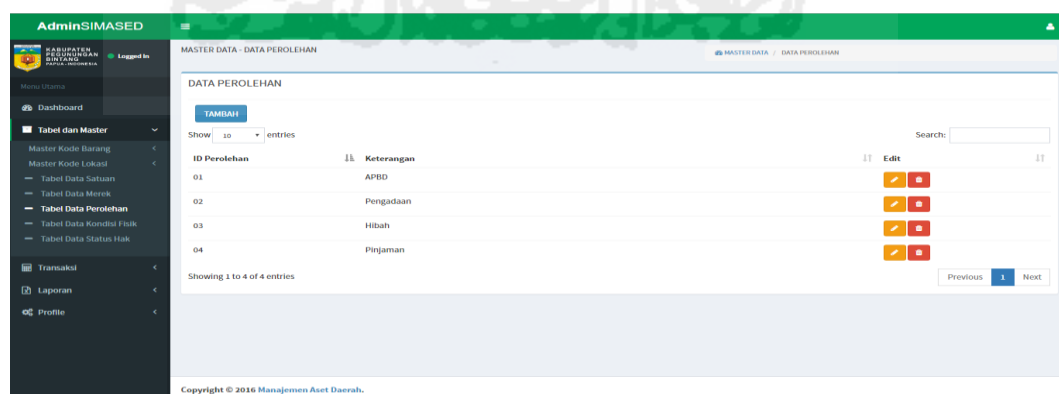 AdminSIMASED
KABUPATEN
PEGUNUNGAN
BINTANG
PAPUA-INDONESIA
Logged In
Menu Utama
Dashboard
Tabel dan Master
Master Kode Barang
Master Kode Lokasi
Tabel Data Satuan
Tabel Data Merek
Tabel Data Perolehan
Tabel Data Kondisi Fisik
Tabel Data Status Hak
Transaksi
Laporan
Profile
MASTER DATA - DATA PEROLEHAN
MASTER DATA / DATA PEROLEHAN
DATA PEROLEHAN
TAMBAH
Show 10 entries
Search:
ID Perolehan Keterangan Edit
01 APBD
02 Pengadaan
03 Hibah
04 Pinjaman
Showing 1 to 4 of 4 entries
Previous 1 Next
Copyright © 2016 Manajemen Aset Daerah.